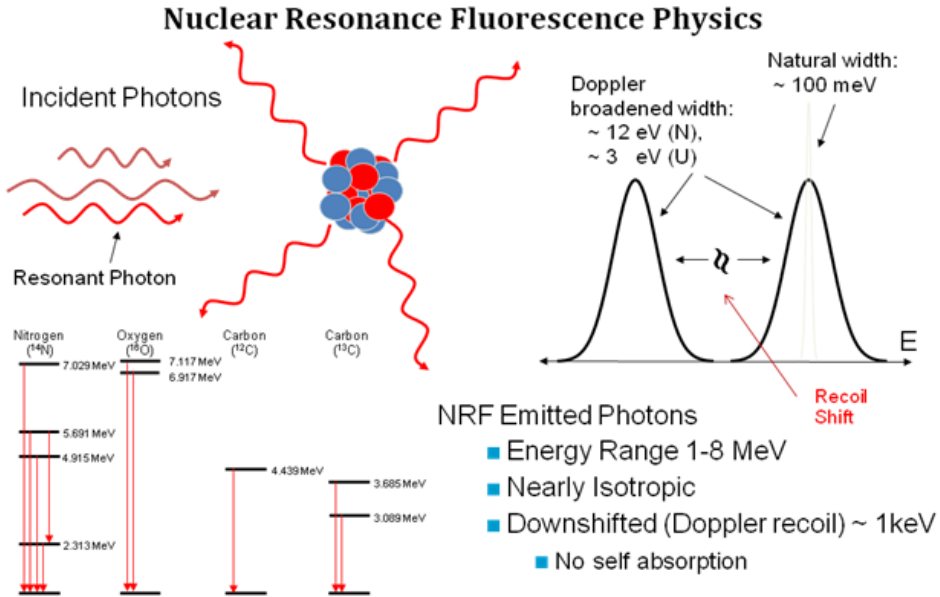 Nuclear Resonance Fluorescence Physics
Incident Photons
Resonant Photon
Doppler
broadened width:
~ 12 eV (N),
~ 3 eV (U)
Natural width:
~ 100 meV
E
Recoil
Shift
Nitrogen
(14N)
7.029 MeV
5.691 MeV
4.915 MeV
2.313 MeV
Oxygen
(16O)
7.117 MeV
6.917 MeV
Carbon
(12C)
4.439 MeV
Carbon
(13C)
3.685 MeV
3.089 MeV
NRF Emitted Photons
Energy Range 1-8 MeV
Nearly Isotropic
Downshifted (Doppler recoil) ~ 1keV
No self absorption